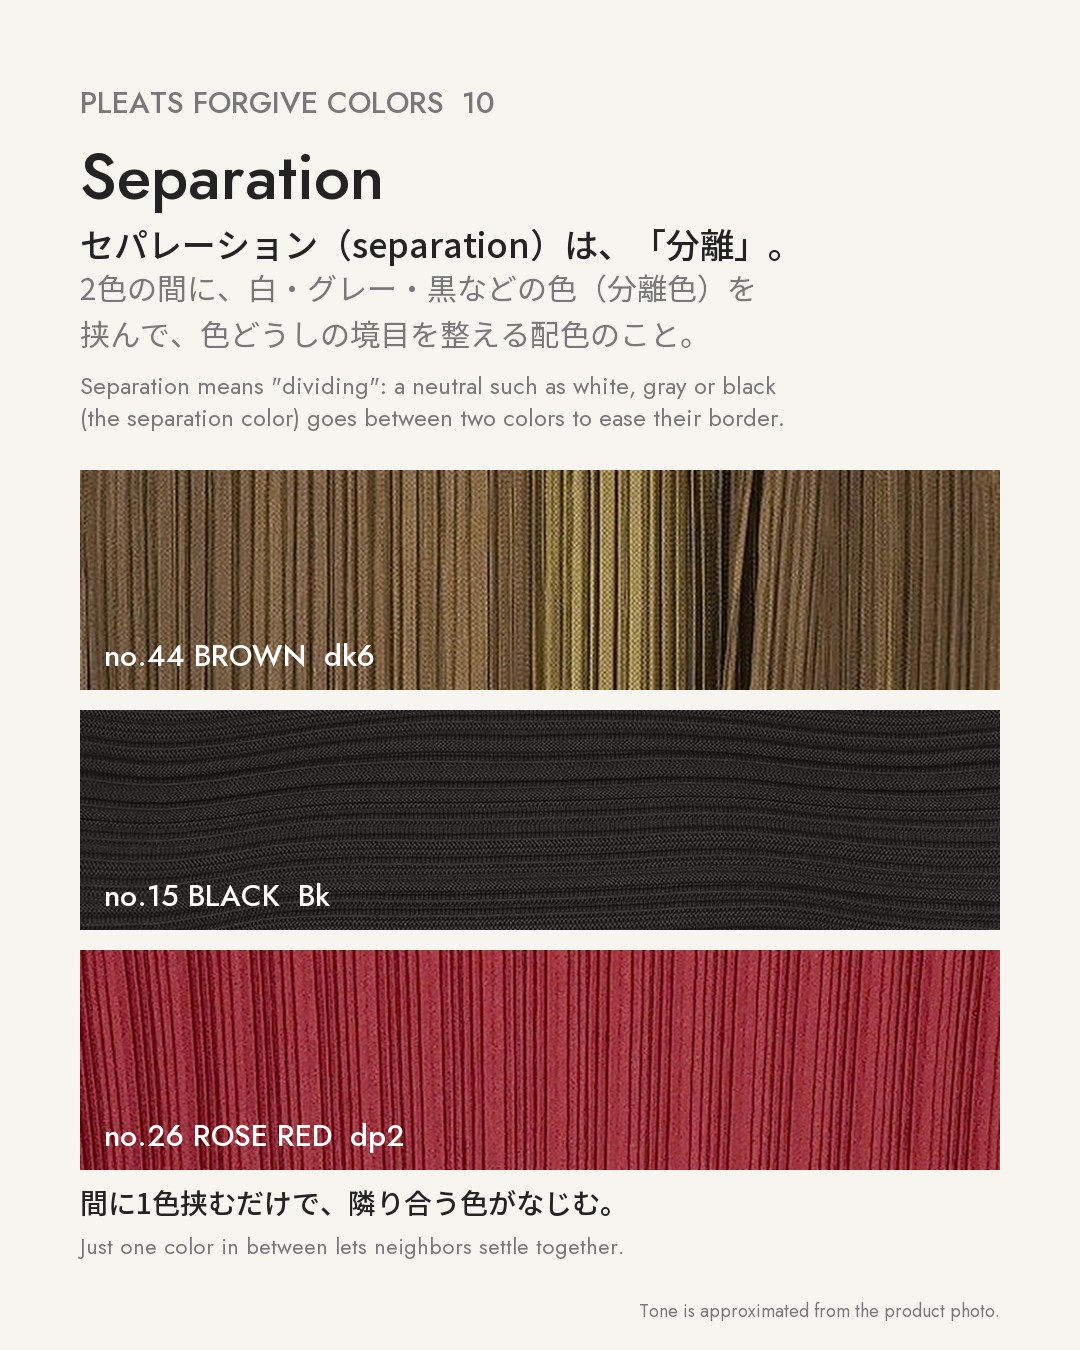 PLEATS FORGIVE COLORS 10
Separation
セパレーション（separation）は、「分離」。
2色の間に、白・グレー・黒などの色（分離色）を
挟んで、色どうしの境目を整える配色のこと。
Separation means "dividing": a neutral such as white, gray or black
(the separation color) goes between two colors to ease their border.
no.44 BROWN dk6
no.15 BLACK Bk
no.26 ROSE RED dp2
間に1色挟むだけで、隣り合う色がなじむ。
Just one color in between lets neighbors settle together.
Tone is approximated from the product photo.